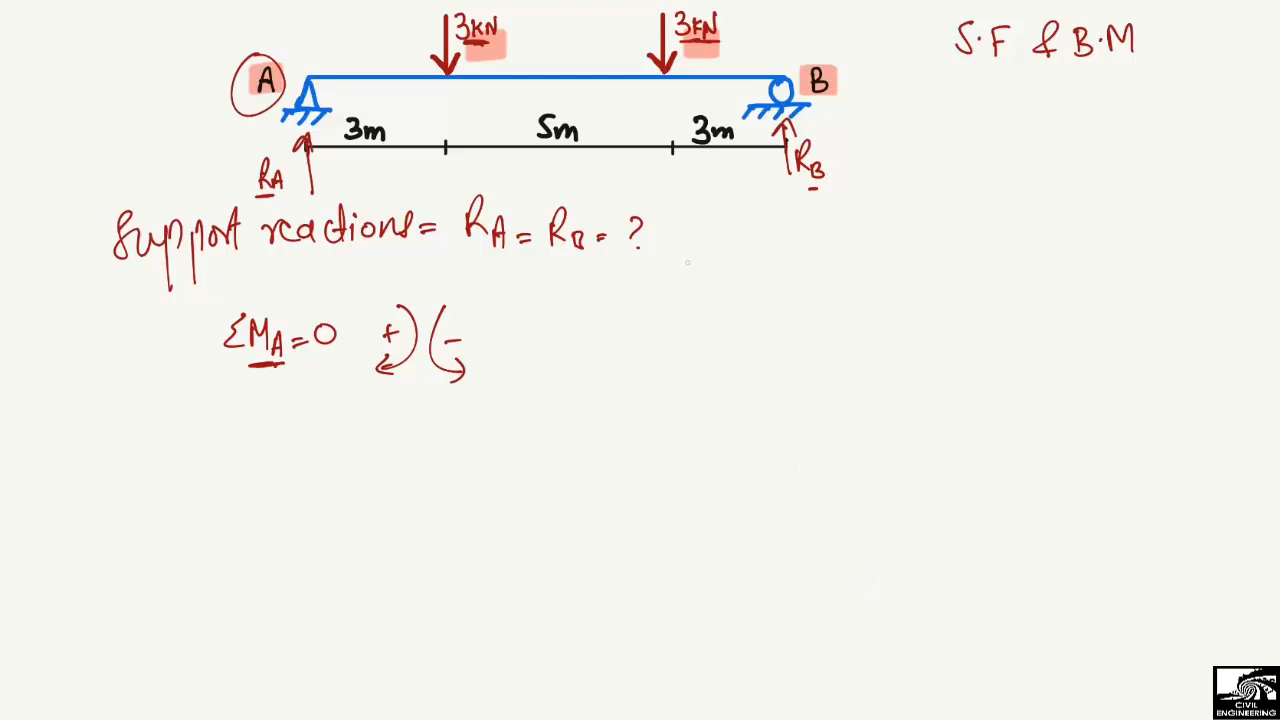 3kN 3kN S.F & B.M
A B
3m 5m 3m
RA RB
Support reactions = RA = RB = ?
ΣMA = 0 + -
CIVIL
ENGINEERING